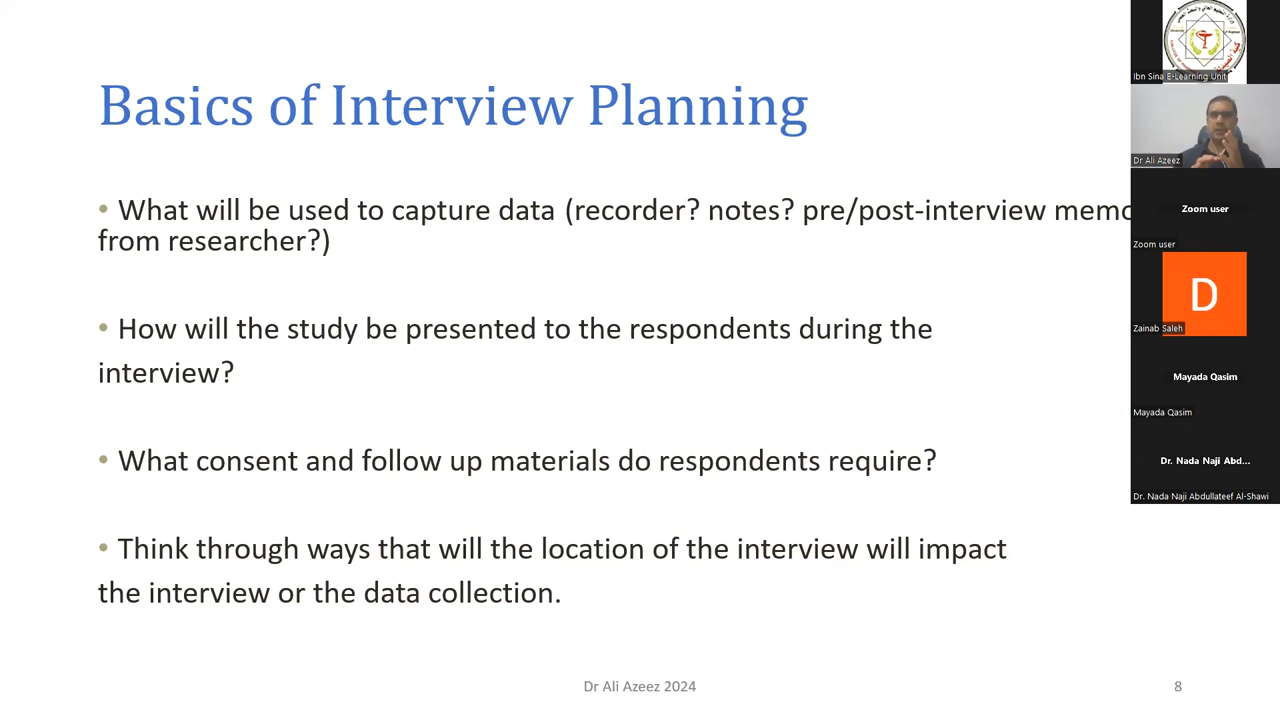 Basics of Interview Planning
• What will be used to capture data (recorder? notes? pre/post-interview memo
from researcher?)
• How will the study be presented to the respondents during the
interview?
• What consent and follow up materials do respondents require?
• Think through ways that will the location of the interview will impact
the interview or the data collection.
Dr Ali Azeez 2024
8
Ibn Sina E-Learning Unit
Dr Ali Azeez
Zoom user
Zoom user
D
Zainab Saleh
Mayada Qasim
Mayada Qasim
Dr. Nada Naji Abd...
Dr. Nada Naji Abdullateef Al-Shawi